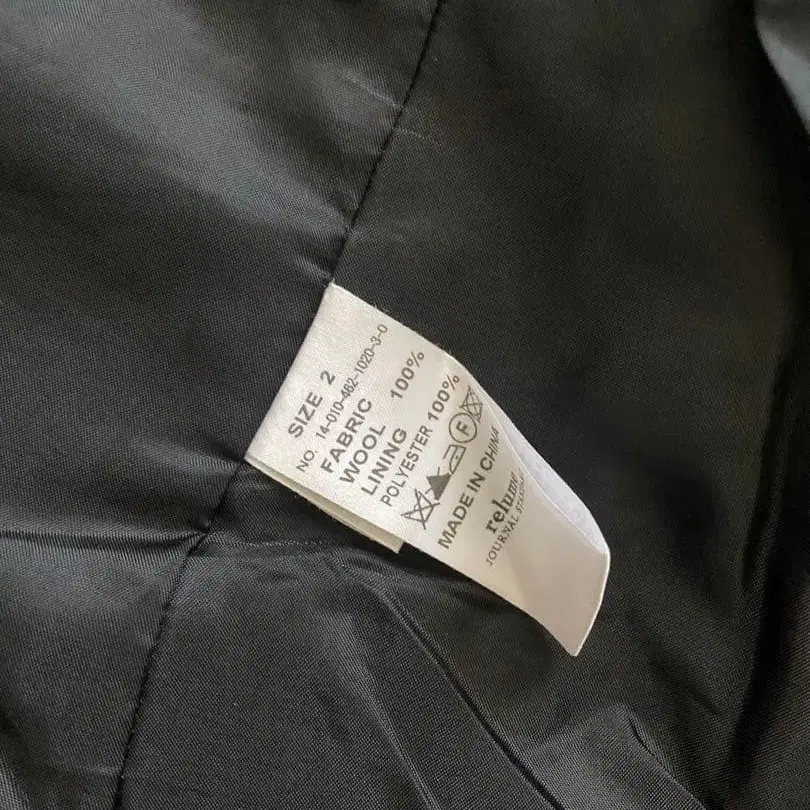 SIZE 2
NO. 14-010-462-1020-3-0
FABRIC
WOOL 100%
LINING
POLYESTER 100%
F
MADE IN CHINA
relume
JOURNAL STANDARD